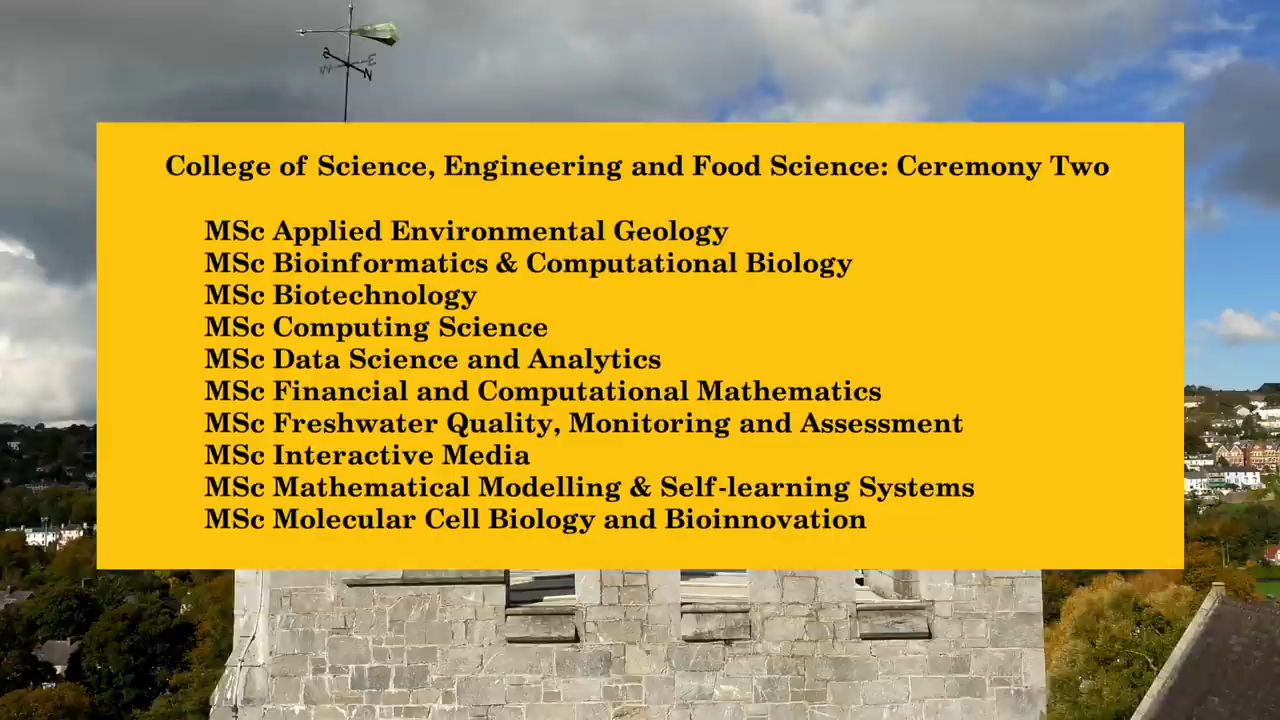 W E
N
College of Science, Engineering and Food Science: Ceremony Two
MSc Applied Environmental Geology
MSc Bioinformatics & Computational Biology
MSc Biotechnology
MSc Computing Science
MSc Data Science and Analytics
MSc Financial and Computational Mathematics
MSc Freshwater Quality, Monitoring and Assessment
MSc Interactive Media
MSc Mathematical Modelling & Self-learning Systems
MSc Molecular Cell Biology and Bioinnovation